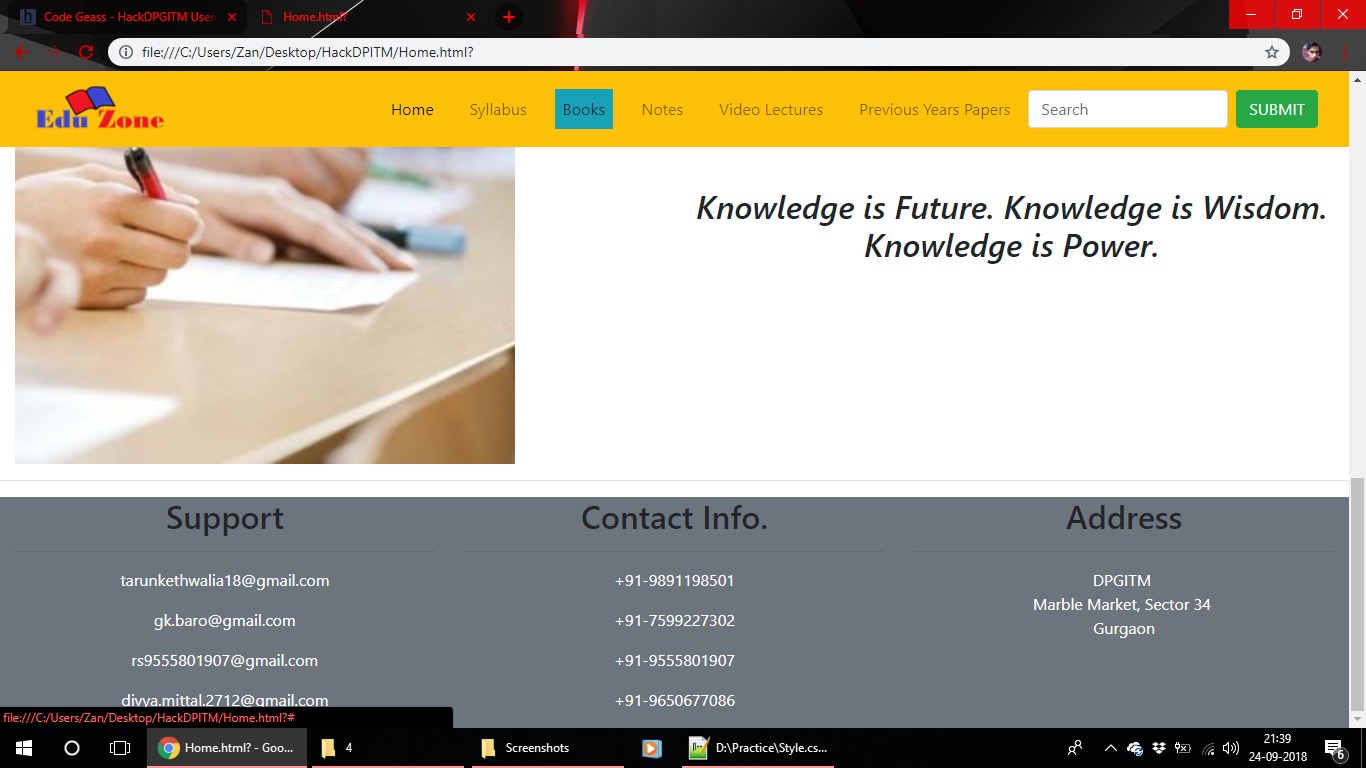 Code Geass - HackDPGITM Userc
Home.html?
file:///C:/Users/Zan/Desktop/HackDPITM/Home.html?
Edu Zone
Home Syllabus Books Notes Video Lectures Previous Years Papers Search SUBMIT
Knowledge is Future. Knowledge is Wisdom.
Knowledge is Power.
Support
tarunkethwalia18@gmail.com
gk.baro@gmail.com
rs9555801907@gmail.com
divya.mittal.2712@gmail.com
Contact Info.
+91-9891198501
+91-7599227302
+91-9555801907
+91-9650677086
Address
DPGITM
Marble Market, Sector 34
Gurgaon
file:///C:/Users/Zan/Desktop/HackDPITM/Home.html?#
Home.html? - Goo...
4
Screenshots
D:\Practice\Style.cs...
21:39
24-09-2018
6